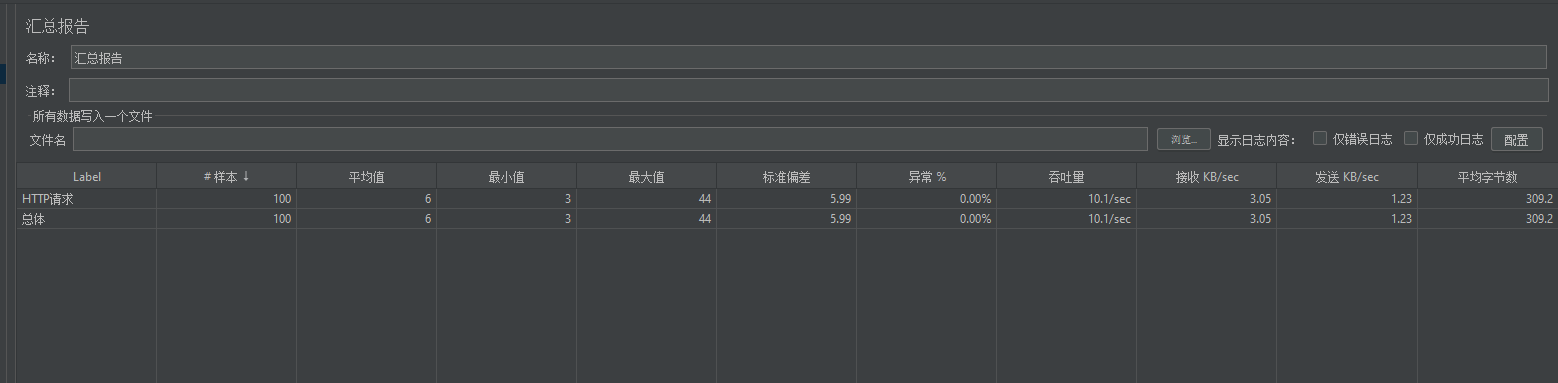 汇总报告
名称： 汇总报告
注释：
所有数据写入一个文件
文件名 浏览... 显示日志内容： 仅错误日志 仅成功日志 配置
Label # 样本 ↓ 平均值 最小值 最大值 标准偏差 异常 % 吞吐量 接收 KB/sec 发送 KB/sec 平均字节数
HTTP请求 100 6 3 44 5.99 0.00% 10.1/sec 3.05 1.23 309.2
总体 100 6 3 44 5.99 0.00% 10.1/sec 3.05 1.23 309.2